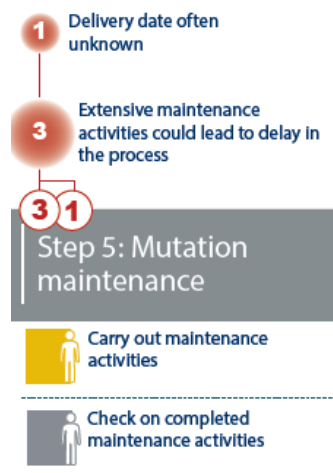 1
Delivery date often
unknown
3
Extensive maintenance
activities could lead to delay in
the process
3 1
Step 5: Mutation
maintenance
Carry out maintenance
activities
Check on completed
maintenance activities